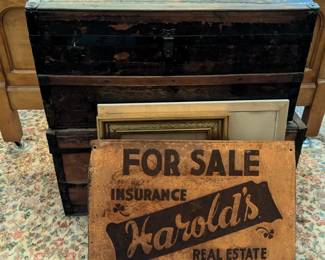 FOR SALE
INSURANCE
Harold's
REAL ESTATE